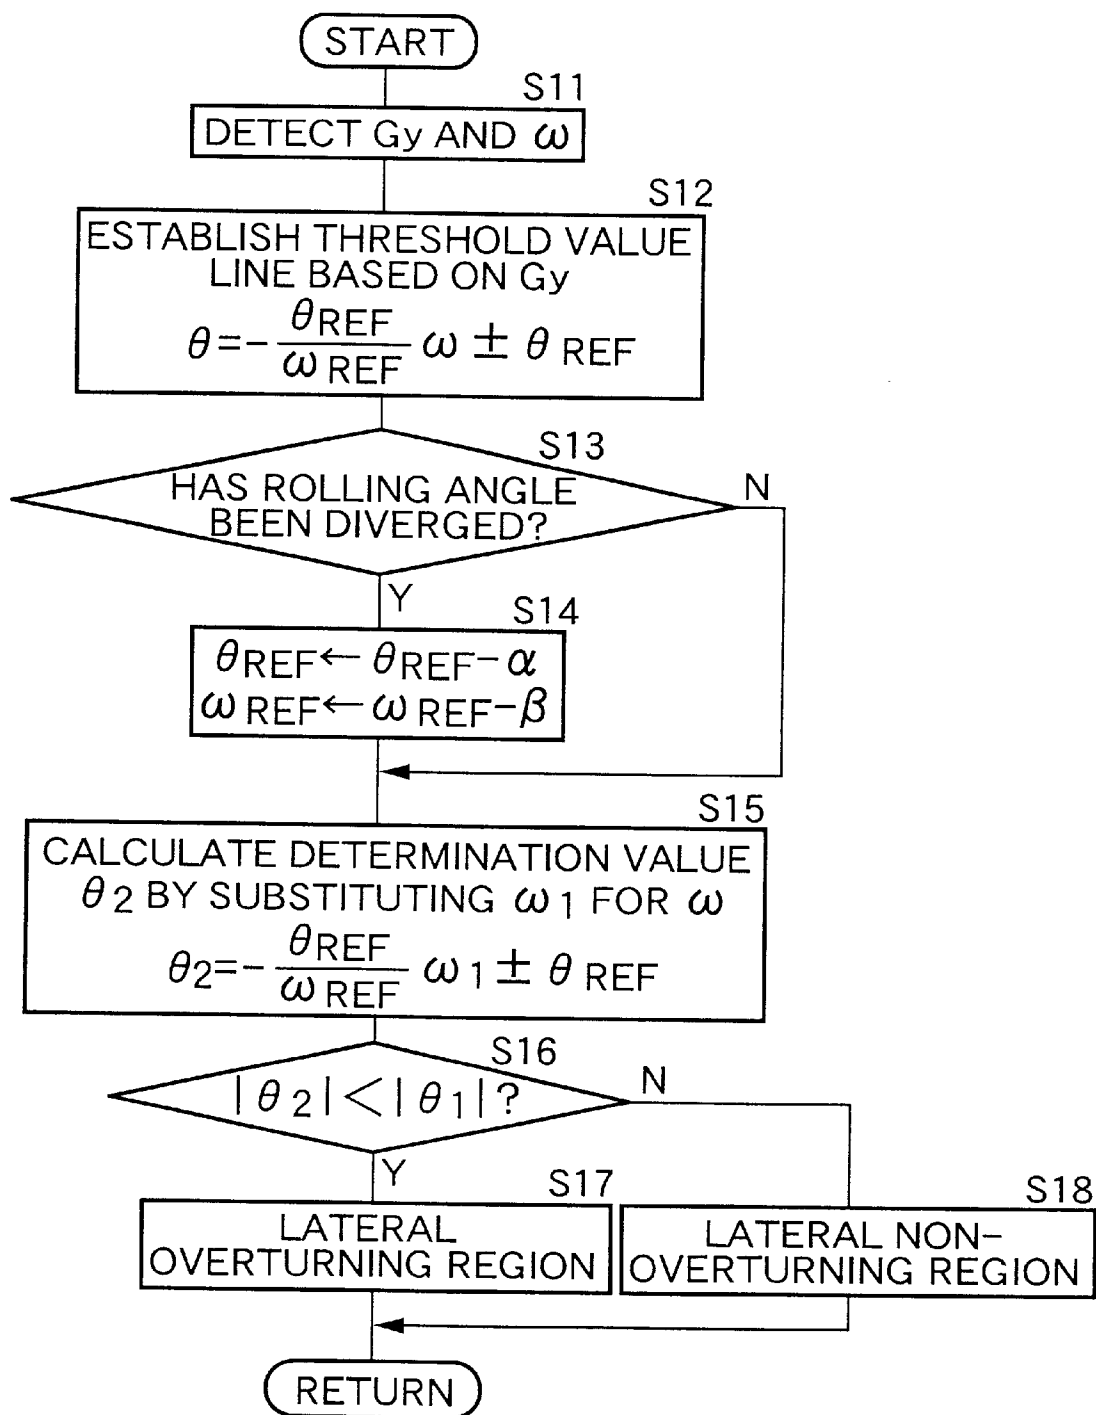 START
S11
DETECT Gy AND ω
S12
ESTABLISH THRESHOLD VALUE
LINE BASED ON Gy
θ=-θREF/ωREF ω ± θREF
S13
HAS ROLLING ANGLE
BEEN DIVERGED?
N
Y
S14
θREF←θREF-α
ωREF←ωREF-β
S15
CALCULATE DETERMINATION VALUE
θ2 BY SUBSTITUTING ω1 FOR ω
θ2=-θREF/ωREF ω1 ± θREF
S16
|θ2|<|θ1|?
N
Y
S17
LATERAL
OVERTURNING REGION
S18
LATERAL NON-
OVERTURNING REGION
RETURN